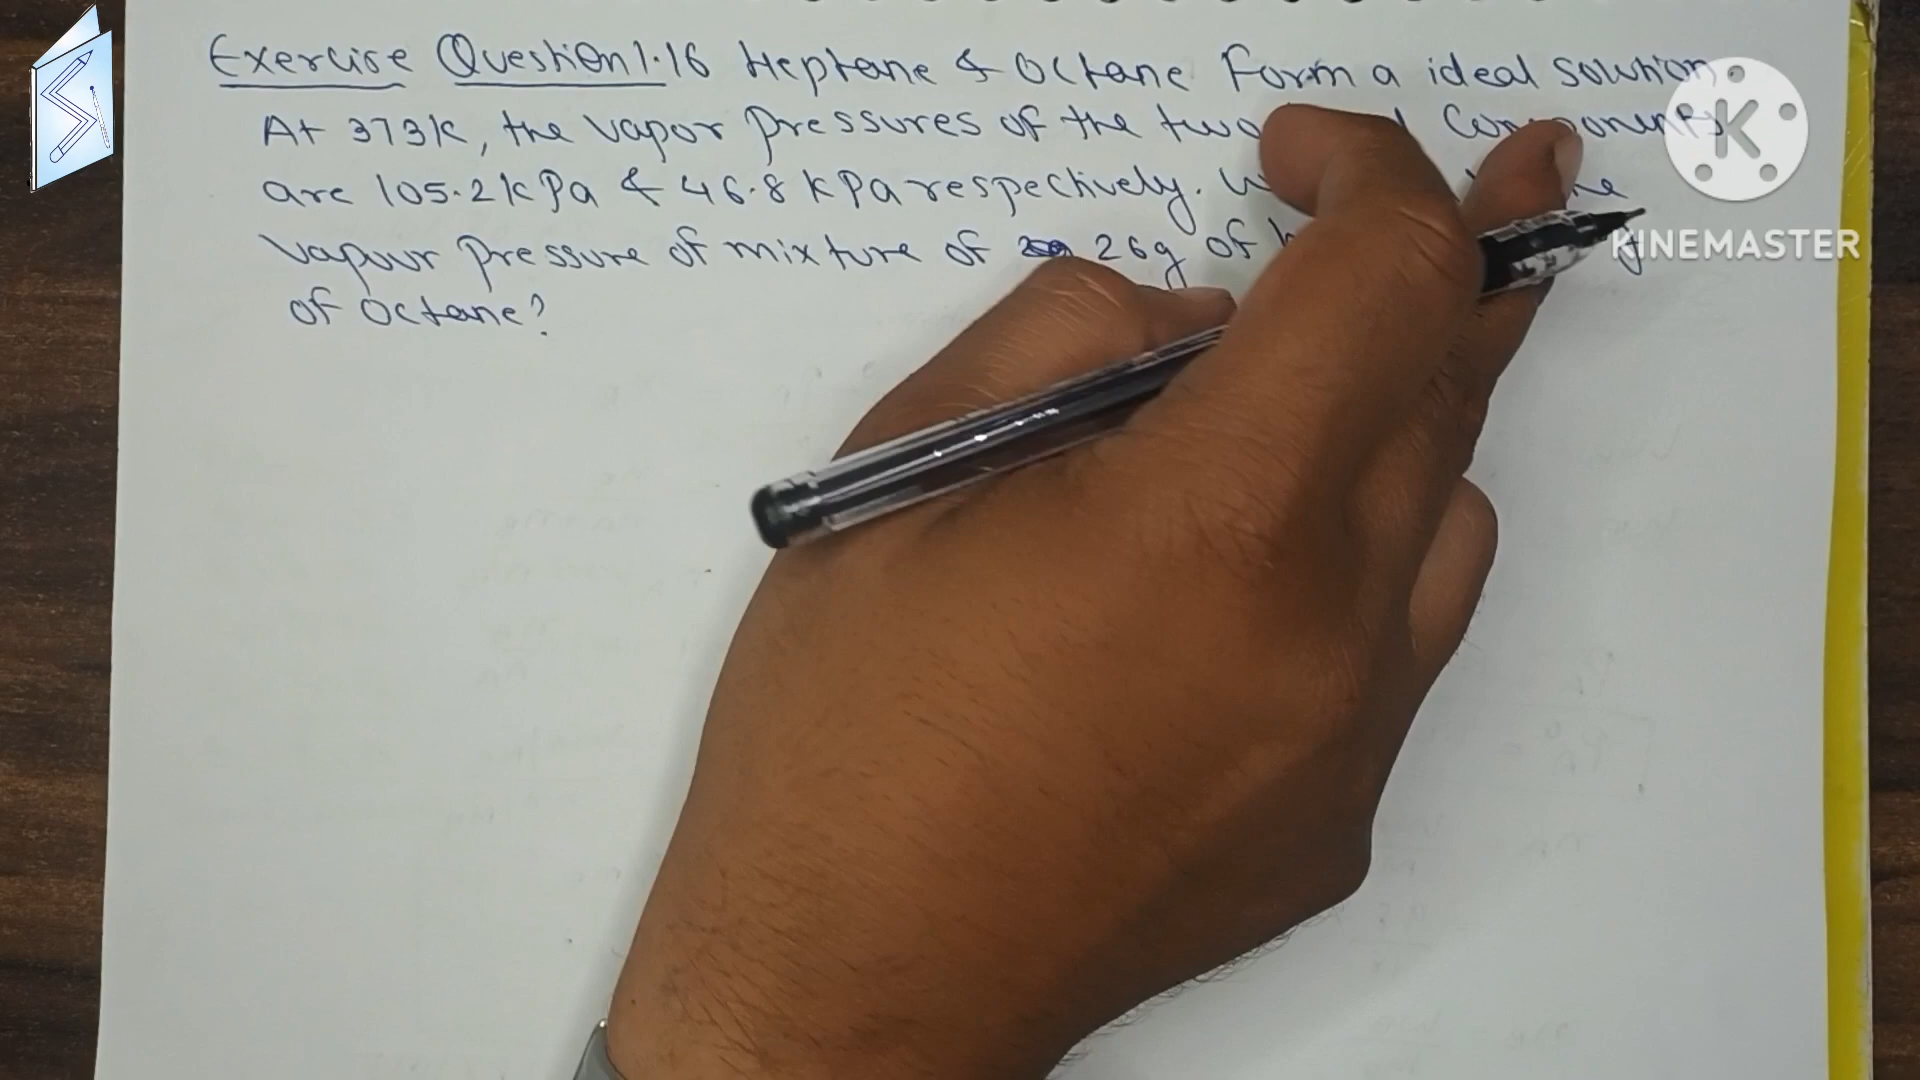 Exercise Question 1.16 Heptane & Octane Form a ideal solution.
At 373K, the vapor pressures of the two Components
are 105.2 kPa & 46.8 kPa respectively.
vapour pressure of mixture of 26g of
of octane?
K
KINEMASTER